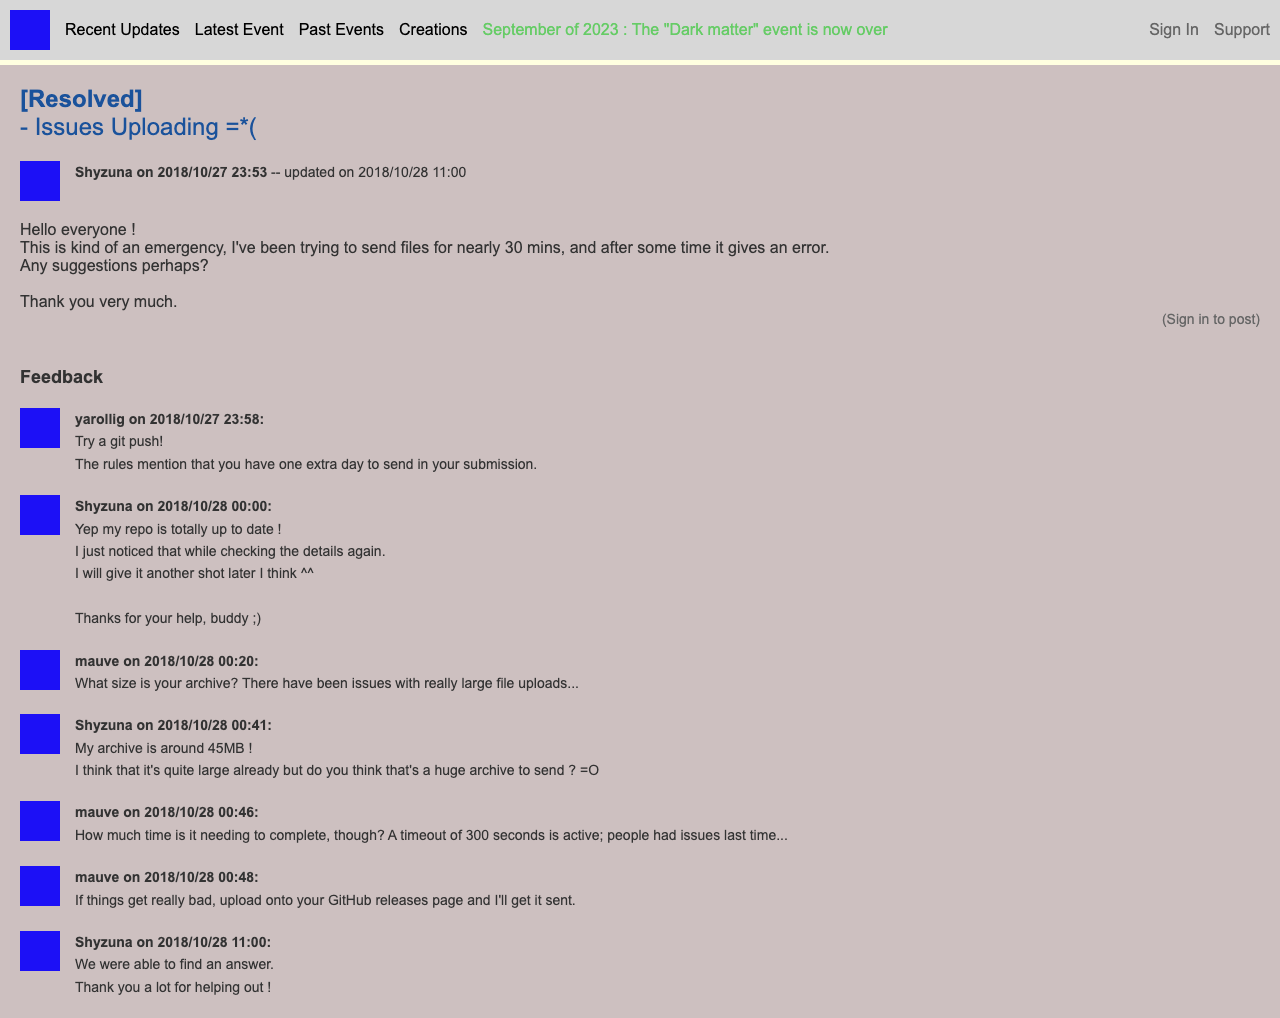 Recent Updates Latest Event Past Events Creations September of 2023 : The "Dark matter" event is now over Sign In Support
[Resolved]
- Issues Uploading =*(
Shyzuna on 2018/10/27 23:53 -- updated on 2018/10/28 11:00
Hello everyone !
This is kind of an emergency, I've been trying to send files for nearly 30 mins, and after some time it gives an error.
Any suggestions perhaps?
Thank you very much.
(Sign in to post)
Feedback
yarollig on 2018/10/27 23:58:
Try a git push!
The rules mention that you have one extra day to send in your submission.
Shyzuna on 2018/10/28 00:00:
Yep my repo is totally up to date !
I just noticed that while checking the details again.
I will give it another shot later I think ^^
Thanks for your help, buddy ;)
mauve on 2018/10/28 00:20:
What size is your archive? There have been issues with really large file uploads...
Shyzuna on 2018/10/28 00:41:
My archive is around 45MB !
I think that it's quite large already but do you think that's a huge archive to send ? =O
mauve on 2018/10/28 00:46:
How much time is it needing to complete, though? A timeout of 300 seconds is active; people had issues last time...
mauve on 2018/10/28 00:48:
If things get really bad, upload onto your GitHub releases page and I'll get it sent.
Shyzuna on 2018/10/28 11:00:
We were able to find an answer.
Thank you a lot for helping out !